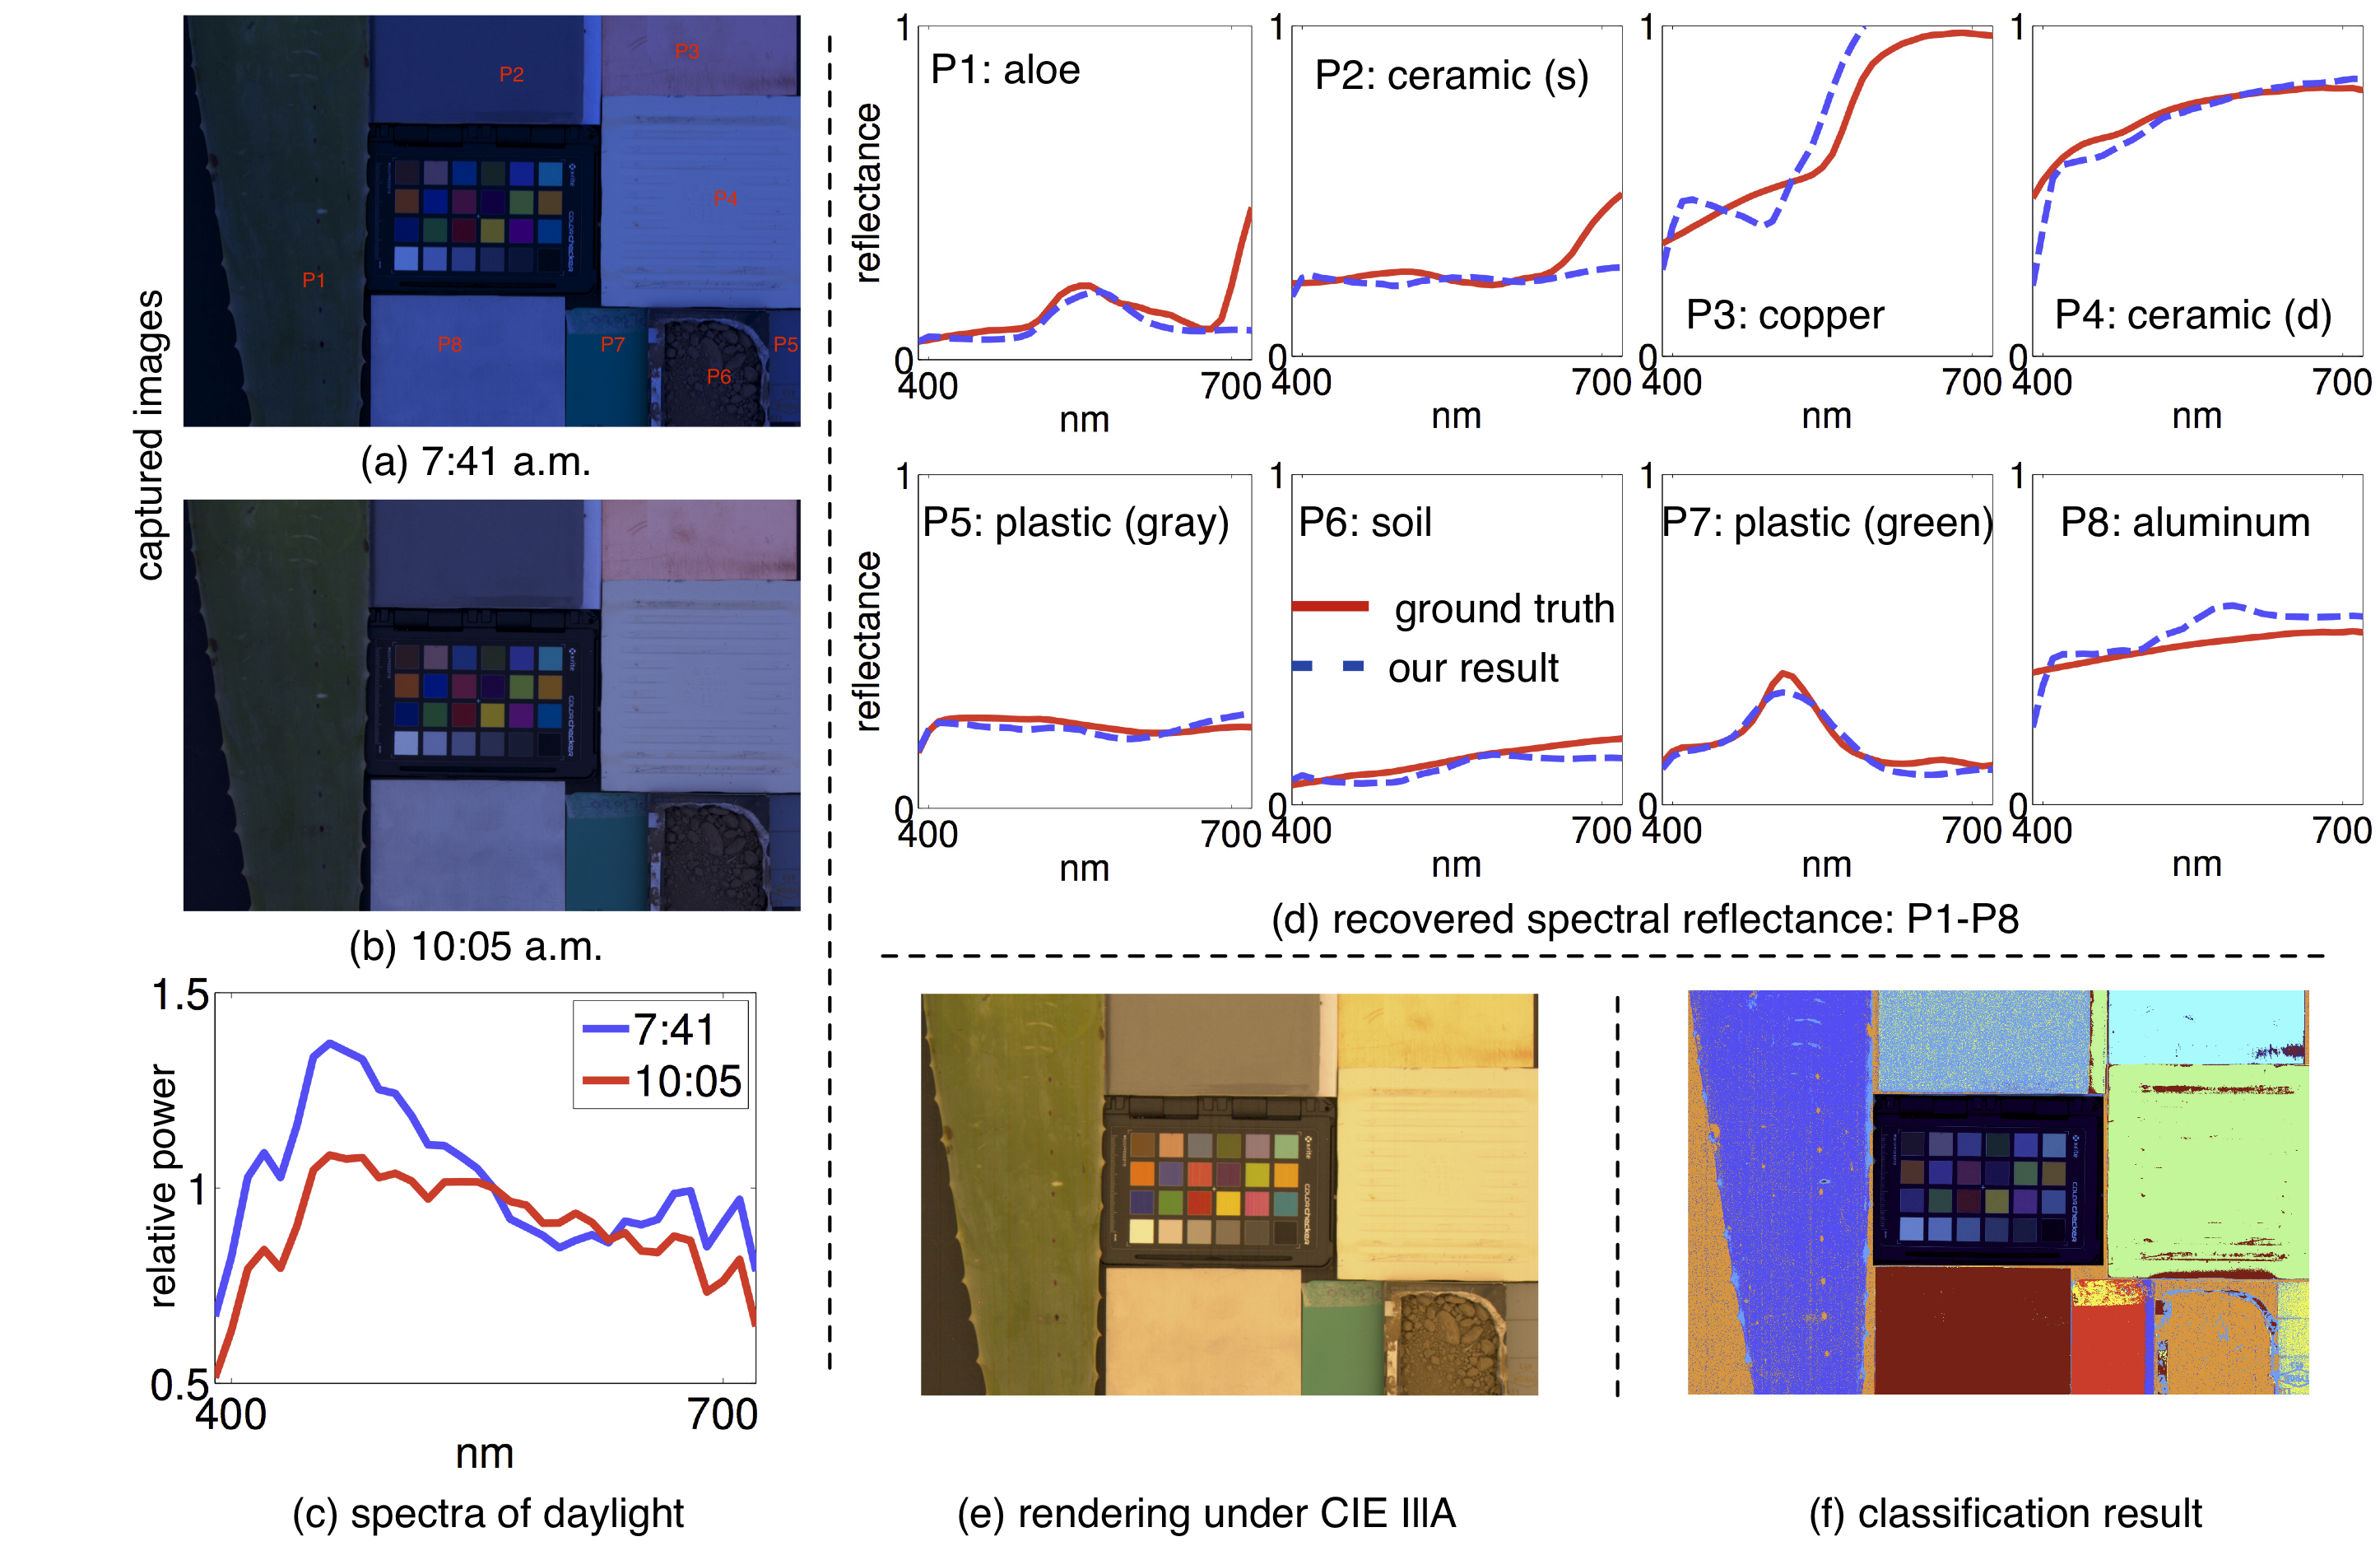 captured images
P1
P2
P3
P4
P5
P6
P7
P8
(a) 7:41 a.m.
(b) 10:05 a.m.
1.5
1
0.5
relative power
7:41
10:05
400
700
nm
(c) spectra of daylight
reflectance
1
0
P1: aloe
400
700
nm
1
0
P2: ceramic (s)
400
700
nm
1
0
P3: copper
400
700
nm
1
0
P4: ceramic (d)
400
700
nm
reflectance
1
0
P5: plastic (gray)
400
700
nm
1
0
P6: soil
ground truth
our result
400
700
nm
1
0
P7: plastic (green)
400
700
nm
1
0
P8: aluminum
400
700
nm
(d) recovered spectral reflectance: P1-P8
(e) rendering under CIE IllA
(f) classification result